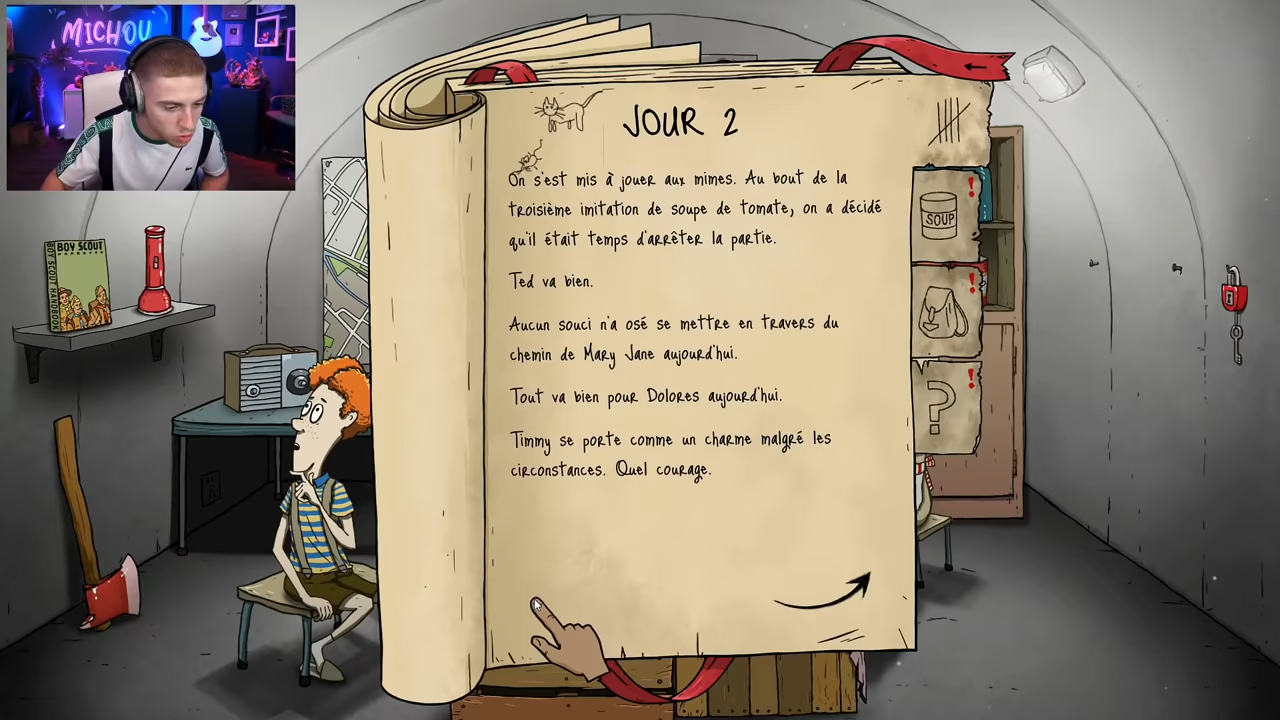 MICHOU
JOUR 2
On s'est mis à jouer aux mimes. Au bout de la
troisième imitation de soupe de tomate, on a décidé
qu'il était temps d'arrêter la partie.
Ted va bien.
Aucun souci n'a osé se mettre en travers du
chemin de Mary Jane aujourd'hui.
Tout va bien pour Dolores aujourd'hui.
Timmy se porte comme un charme malgré les
circonstances. Quel courage.
!
SOUP
!
!
?
BOY SCOUT
BOY SCOUT HANDBOOK